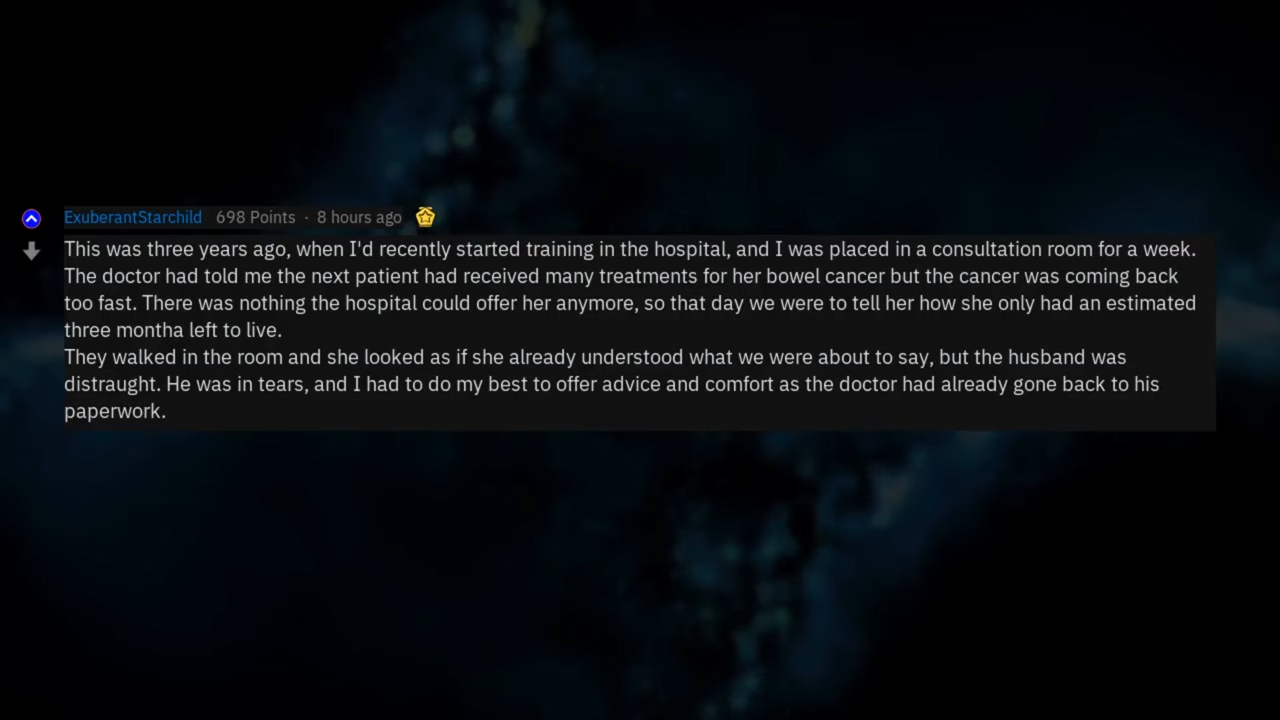 ExuberantStarchild 698 Points · 8 hours ago
This was three years ago, when I'd recently started training in the hospital, and I was placed in a consultation room for a week.
The doctor had told me the next patient had received many treatments for her bowel cancer but the cancer was coming back
too fast. There was nothing the hospital could offer her anymore, so that day we were to tell her how she only had an estimated
three montha left to live.
They walked in the room and she looked as if she already understood what we were about to say, but the husband was
distraught. He was in tears, and I had to do my best to offer advice and comfort as the doctor had already gone back to his
paperwork.